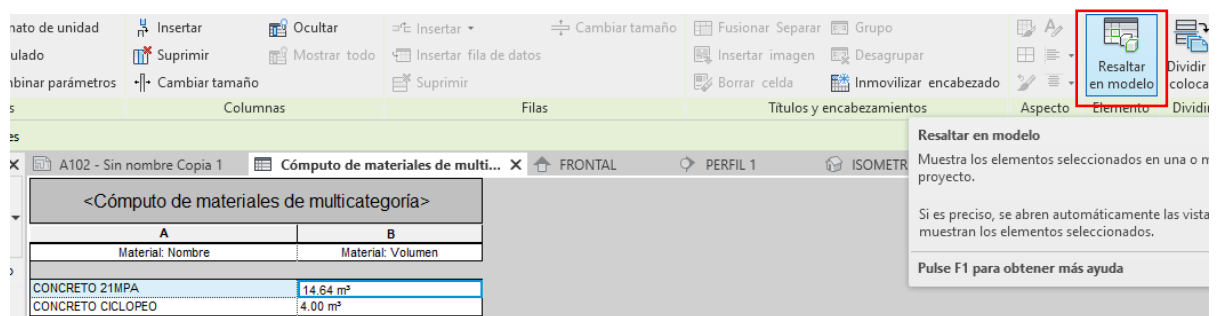 nato de unidad Insertar Ocultar Insertar Cambiar tamaño Fusionar Separar Grupo
ulado Suprimir Mostrar todo Insertar fila de datos Insertar imagen Desagrupar Resaltar en modelo Dividir
nbinar parámetros Cambiar tamaño Suprimir Borrar celda Inmovilizar encabezado coloca
s Columnas Filas Títulos y encabezamientos Aspecto Elemento Dividir
es Resaltar en modelo
A102 - Sin nombre Copia 1 Cómputo de materiales de multi... X FRONTAL PERFIL 1 ISOMETR
Muestra los elementos seleccionados en una o m
proyecto.
Si es preciso, se abren automáticamente las vista
muestran los elementos seleccionados.
Pulse F1 para obtener más ayuda
<Cómputo de materiales de multicategoría>
A B
Material: Nombre Material: Volumen
CONCRETO 21MPA 14.64 m³
CONCRETO CICLOPEO 4.00 m³